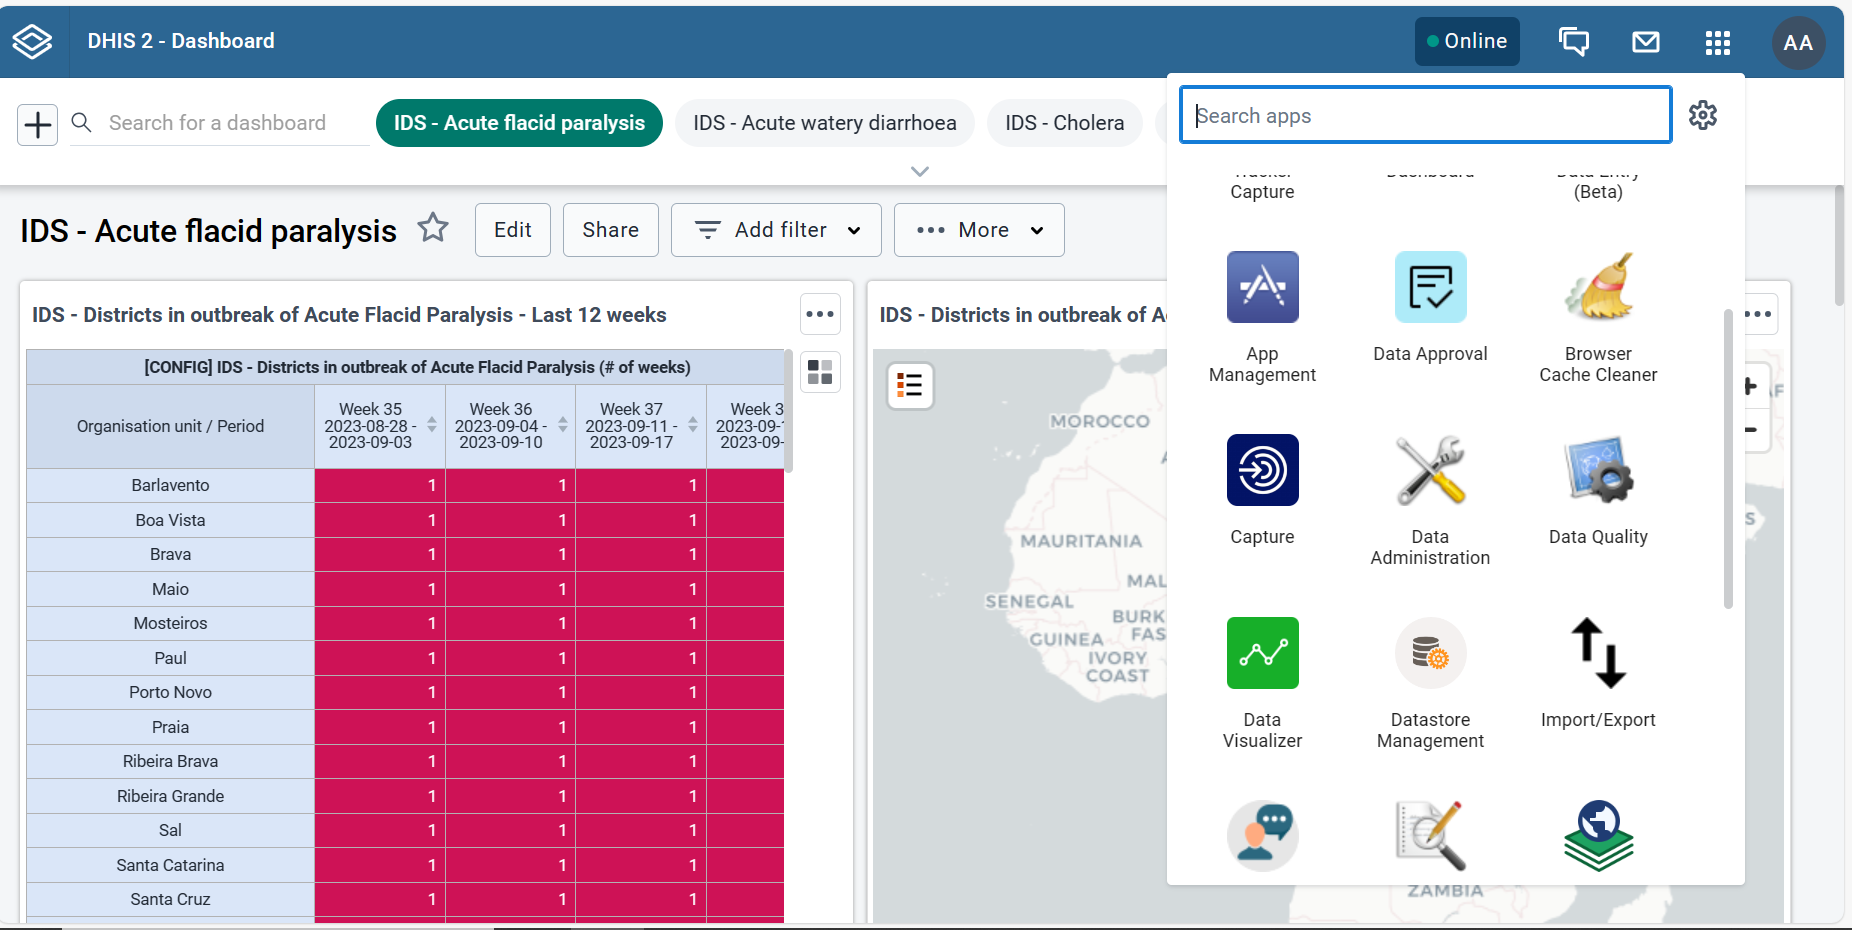 DHIS 2 - Dashboard
Online
AA
Search for a dashboard
IDS - Acute flacid paralysis
IDS - Acute watery diarrhoea
IDS - Cholera
IDS - Acute flacid paralysis
Edit
Share
Add filter
More
IDS - Districts in outbreak of Acute Flacid Paralysis - Last 12 weeks
[CONFIG] IDS - Districts in outbreak of Acute Flacid Paralysis (# of weeks)
Organisation unit / Period
Week 35
2023-08-28 -
2023-09-03
Week 36
2023-09-04 -
2023-09-10
Week 37
2023-09-11 -
2023-09-17
Week 3
2023-09-1
2023-09-
Barlavento 1 1 1
Boa Vista 1 1 1
Brava 1 1 1
Maio 1 1 1
Mosteiros 1 1 1
Paul 1 1 1
Porto Novo 1 1 1
Praia 1 1 1
Ribeira Brava 1 1 1
Ribeira Grande 1 1 1
Sal 1 1 1
Santa Catarina 1 1 1
Santa Cruz 1 1 1
IDS - Districts in outbreak of A
MOROCCO
MAURITANIA
MAL
SENEGAL
BURK
FAS
GUINEA
IVORY
COAST
ZAMBIA
Search apps
Tracker
Capture
Dashboard
Data Entry
(Beta)
App
Management
Data Approval
Browser
Cache Cleaner
Capture
Data
Administration
Data Quality
Data
Visualizer
Datastore
Management
Import/Export